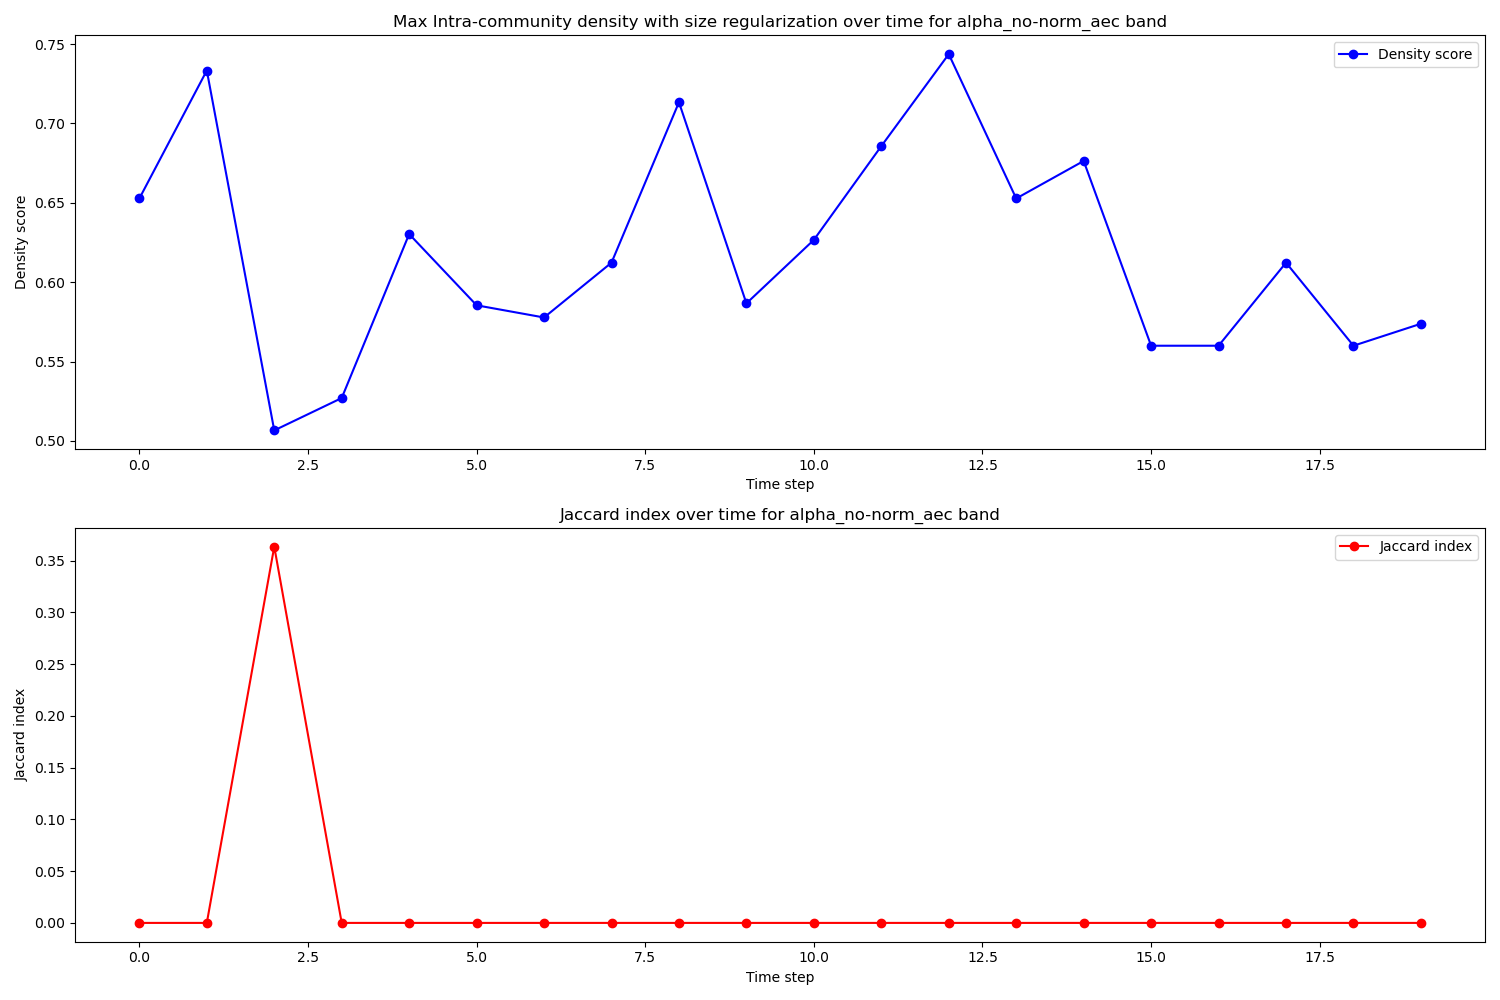 Max Intra-community density with size regularization over time for alpha_no-norm_aec band
Density score
0.75
0.70
0.65
0.60
0.55
0.50
Density score
0.0 2.5 5.0 7.5 10.0 12.5 15.0 17.5
Time step
Jaccard index over time for alpha_no-norm_aec band
Jaccard index
0.35
0.30
0.25
0.20
0.15
0.10
0.05
0.00
Jaccard index
0.0 2.5 5.0 7.5 10.0 12.5 15.0 17.5
Time step